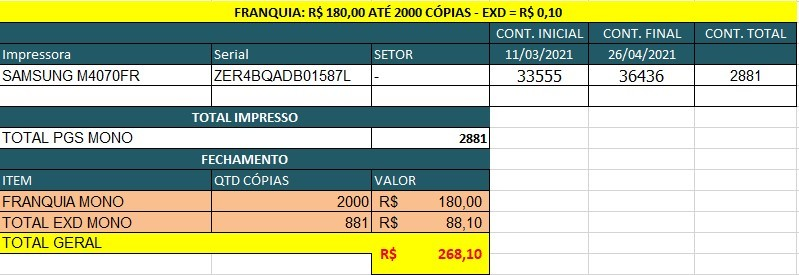 FRANQUIA: R$ 180,00 ATÉ 2000 CÓPIAS - EXD = R$ 0,10
CONT. INICIAL CONT. FINAL CONT. TOTAL
Impressora Serial SETOR 11/03/2021 26/04/2021
SAMSUNG M4070FR ZER4BQADB01587L - 33555 36436 2881
TOTAL IMPRESSO
TOTAL PGS MONO 2881
FECHAMENTO
ITEM QTD CÓPIAS VALOR
FRANQUIA MONO 2000 R$ 180,00
TOTAL EXD MONO 881 R$ 88,10
TOTAL GERAL R$ 268,10